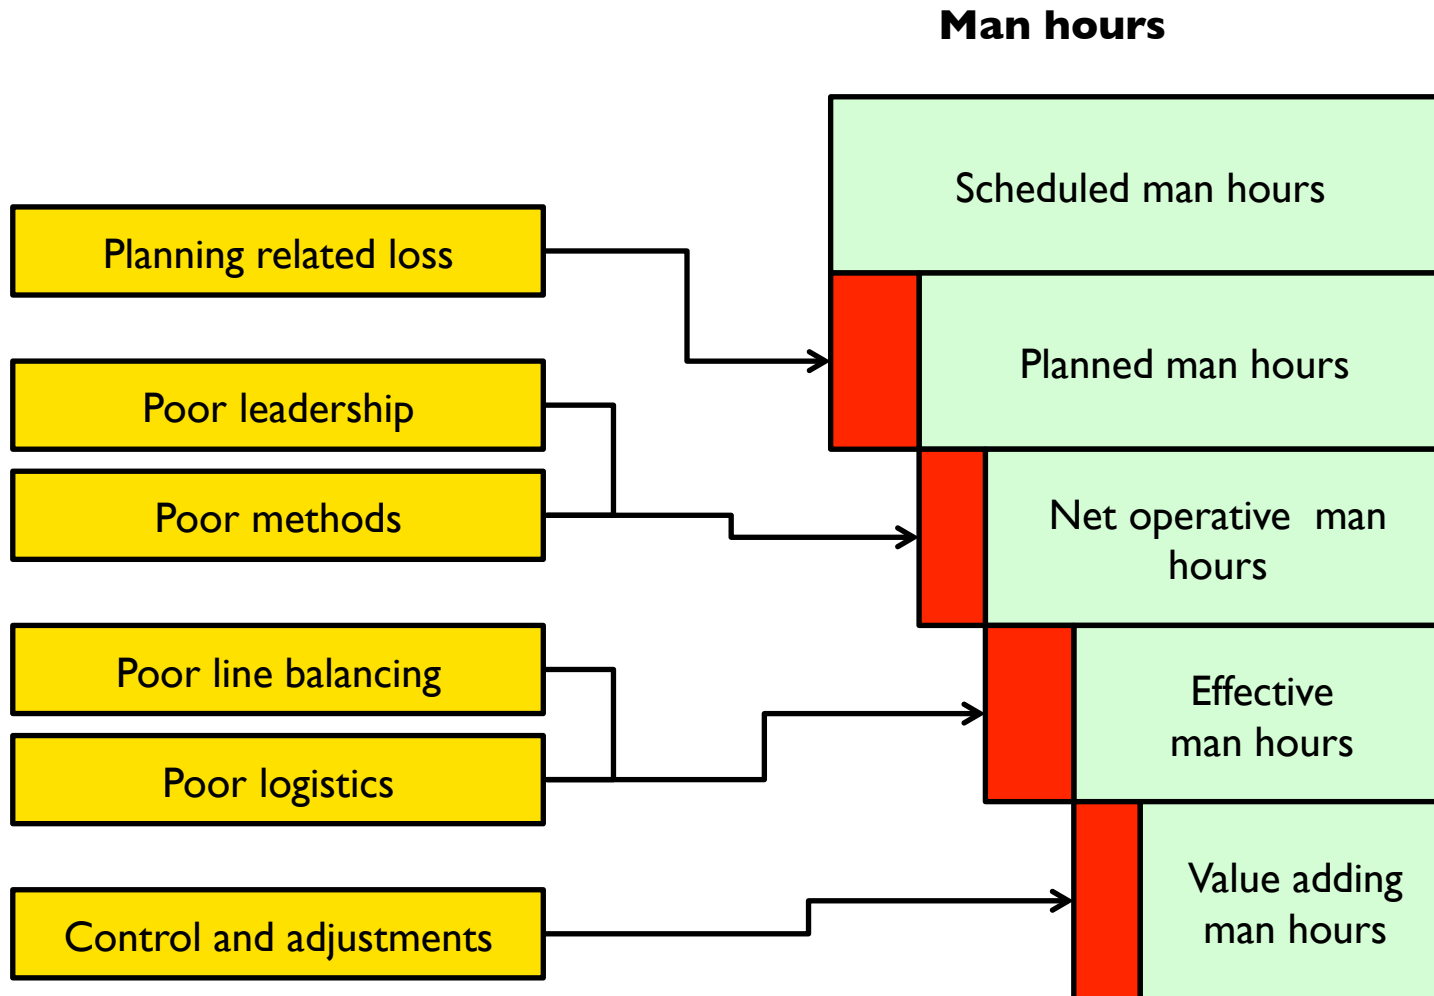 Man hours
Scheduled man hours
Planning related loss
Planned man hours
Poor leadership
Poor methods
Net operative  man
hours
Poor line balancing
Effective
man hours
Poor logistics
Value adding
man hours
Control and adjustments